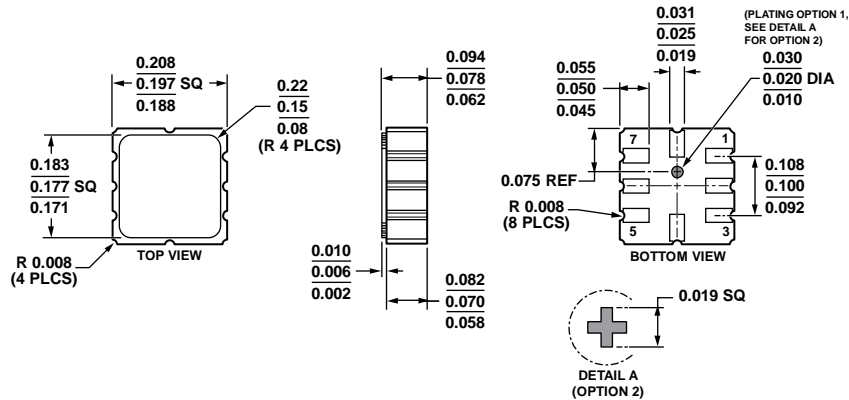 0.208
0.197 SQ
0.188
0.22
0.15
0.08
(R 4 PLCS)
0.183
0.177 SQ
0.171
R 0.008
(4 PLCS)
TOP VIEW
0.094
0.078
0.062
0.010
0.006
0.002
0.082
0.070
0.058
0.031
0.025
0.019
(PLATING OPTION 1,
SEE DETAIL A
FOR OPTION 2)
0.055
0.050
0.045
0.030
0.020 DIA
0.010
7
1
0.075 REF
0.108
0.100
0.092
R 0.008
(8 PLCS)
5
3
BOTTOM VIEW
0.019 SQ
DETAIL A
(OPTION 2)